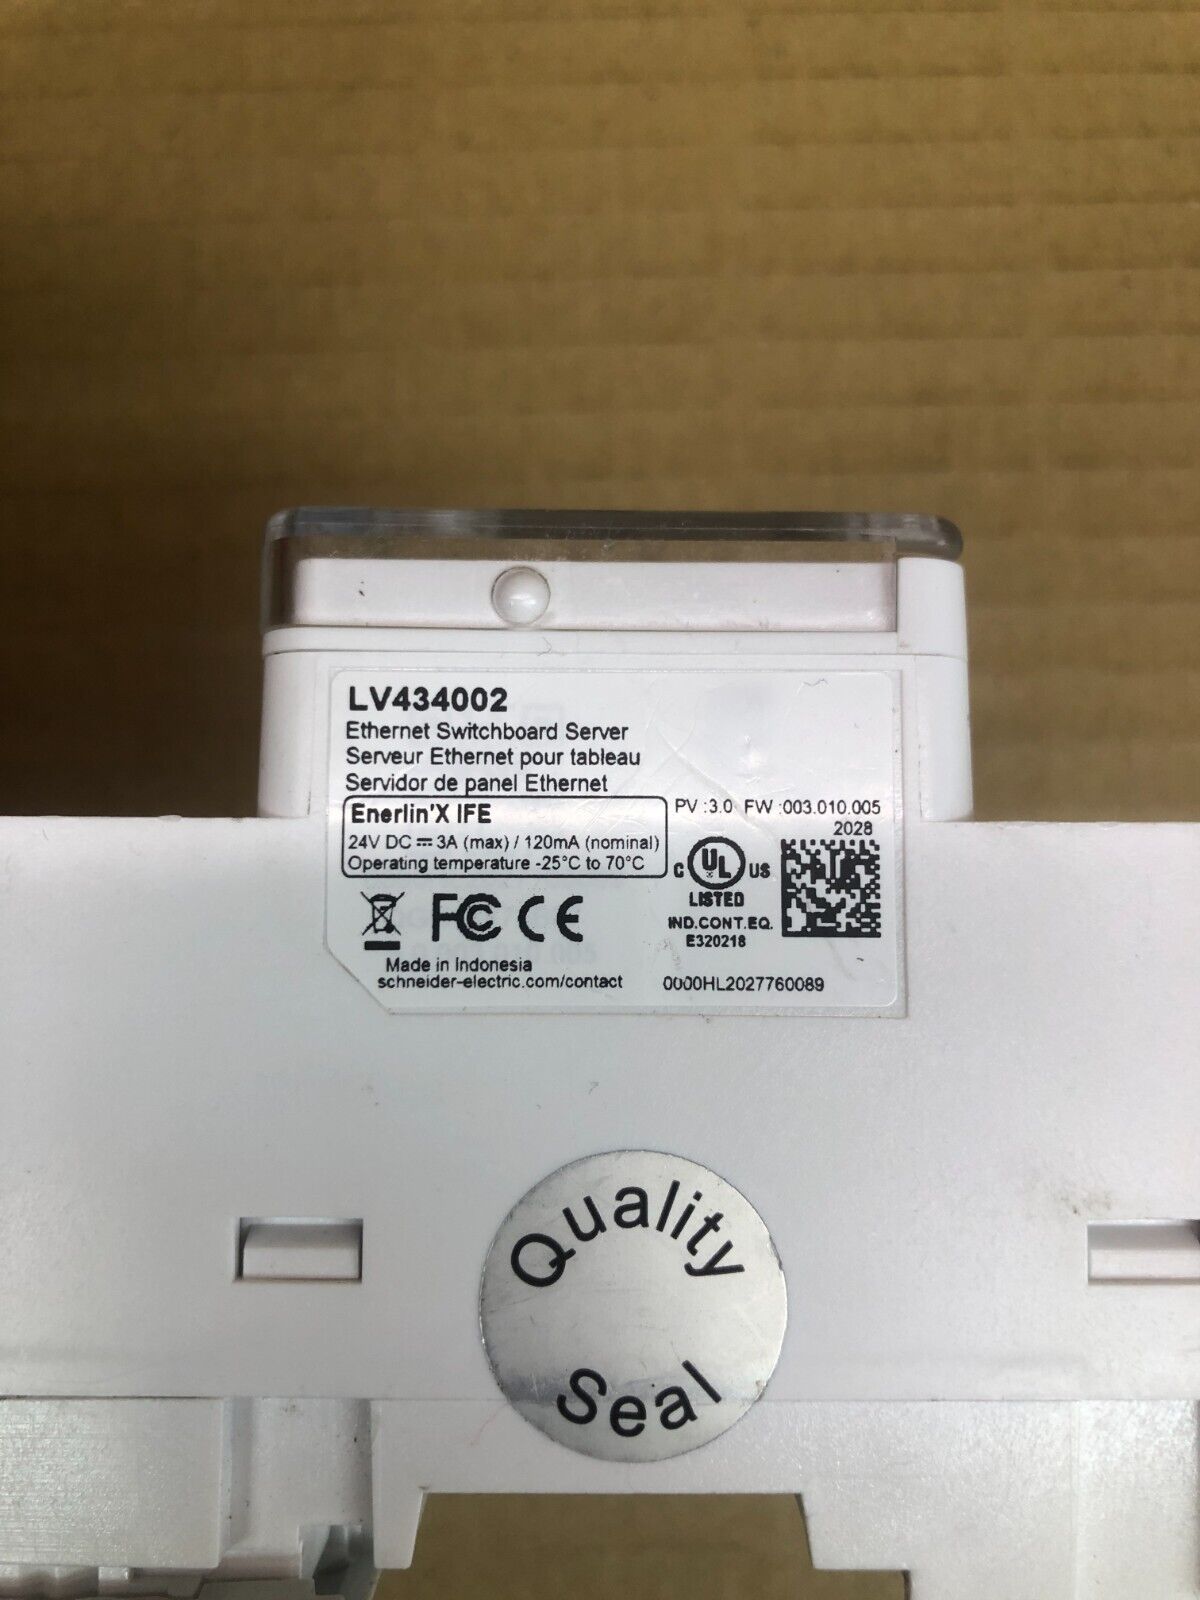 LV434002
Ethernet Switchboard Server
Serveur Ethernet pour tableau
Servidor de panel Ethernet
Enerlin'X IFE
24V DC ⎓ 3A (max) / 120mA (nominal)
Operating temperature -25°C to 70°C
PV :3.0 FW :003.010.005
2028
C UL US
LISTED
IND.CONT.EQ.
E320218
FC CE
Made in Indonesia
schneider-electric.com/contact
0000HL2027760089
Quality
Seal